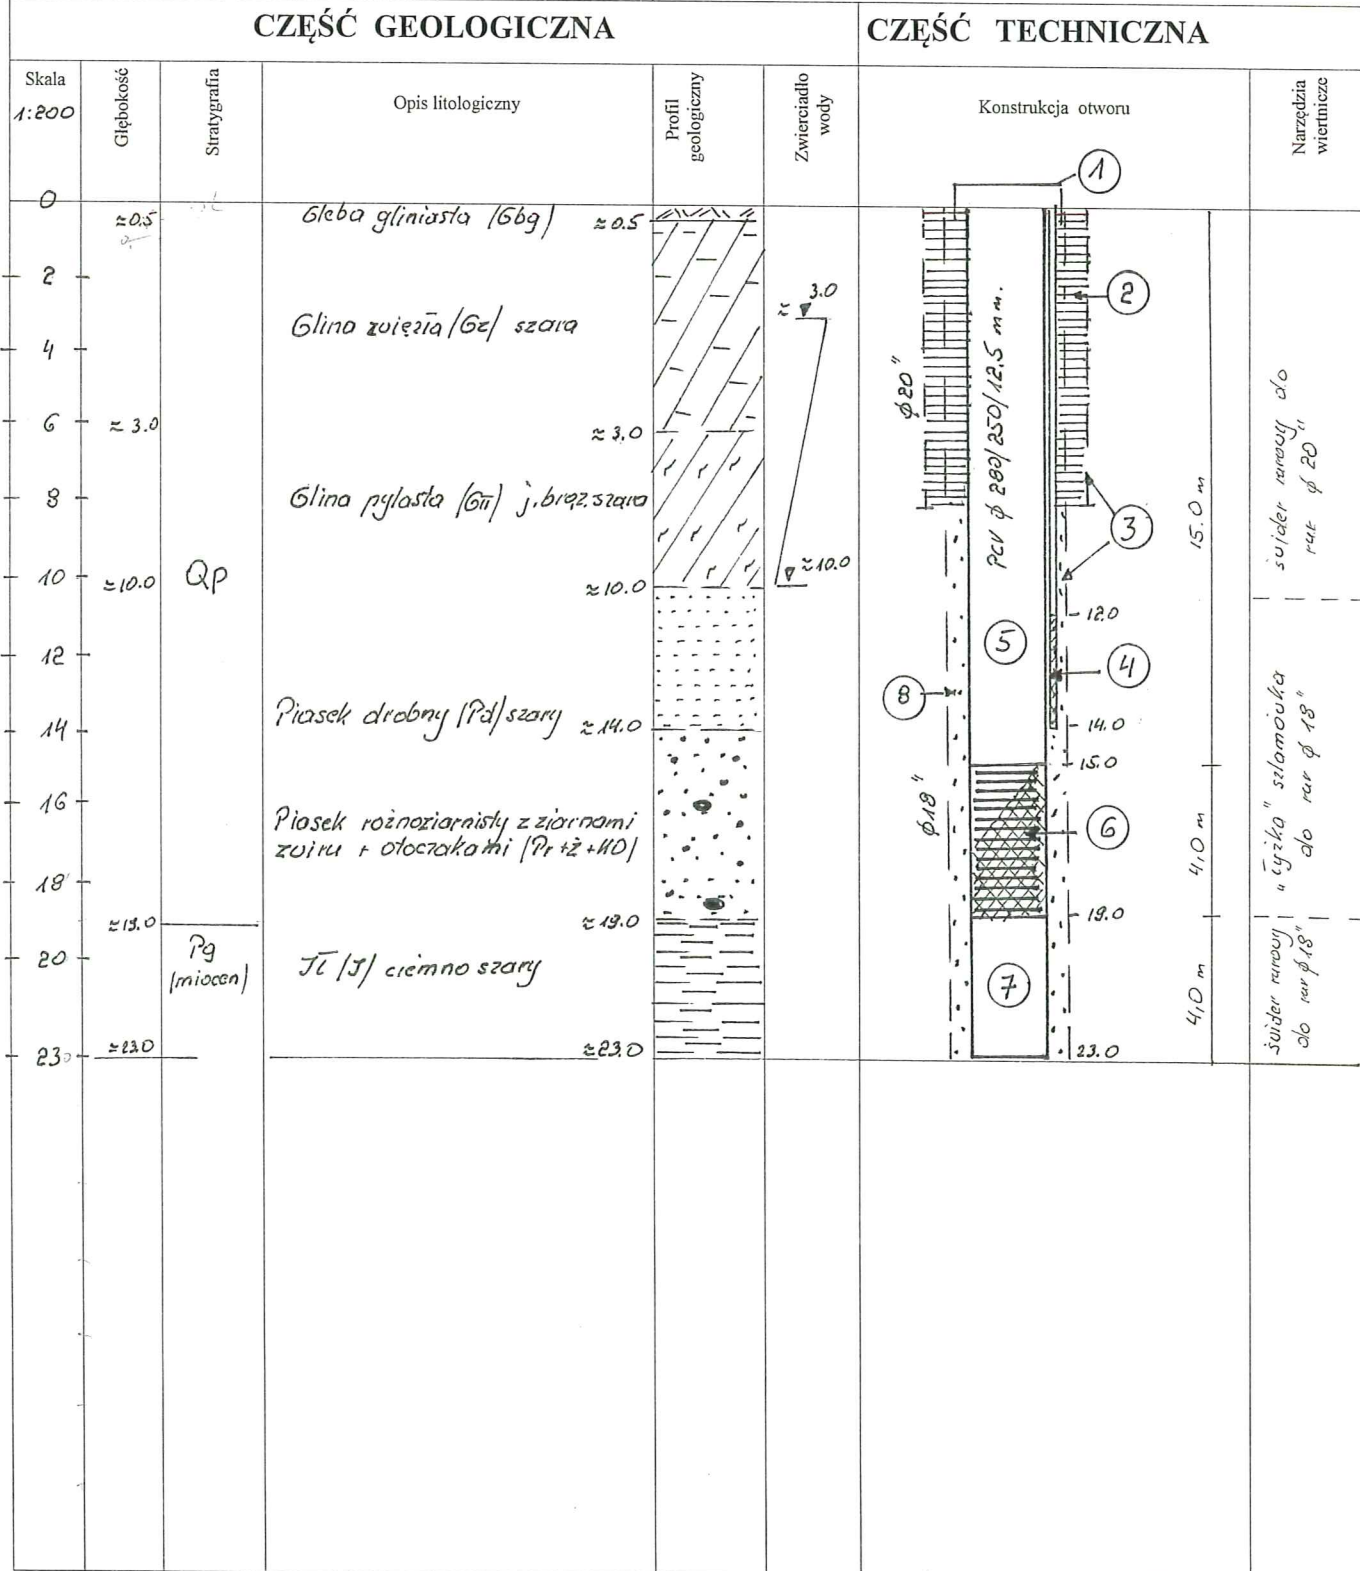 CZĘŚĆ GEOLOGICZNA
CZĘŚĆ TECHNICZNA
Skala
1:200
Głębokość
Stratygrafia
Opis litologiczny
Profil
geologiczny
Zwierciadło
wody
Konstrukcja otworu
Narzędzia
wiertnicze
1
0
≈0.5
Gleba gliniasta (Gbg) ≈0.5
2
Glina zwięzła /Gz/ szara
≈ 3.0
2
4
6
≈ 3.0
≈ 3.0
8
Glina pylasta /Gπ/ j. brąz. szara
10
≈10.0
Qp
≈10.0
≈10.0
12
14
Piasek drobny /Pd/ szary ≈14.0
16
Piasek różnoziarnisty z ziarnami
żwiru + otoczakami /Pr+Ż+KO/
18
≈19.0
≈19.0
20
Pg
/miocen/
Ił /J/ ciemno szary
23
≈23.0
≈23.0
ϕ20"
PCV ϕ 280/250/12.5 mm.
3
15.0 m
12.0
5
4
8
14.0
15.0
ϕ18"
6
4,0 m
19.0
7
4,0 m
23.0
świder rurowy do
rur ϕ 20"
"łyżka" szlamówka
do rur ϕ 18"
świder rurowy
do rur ϕ18"